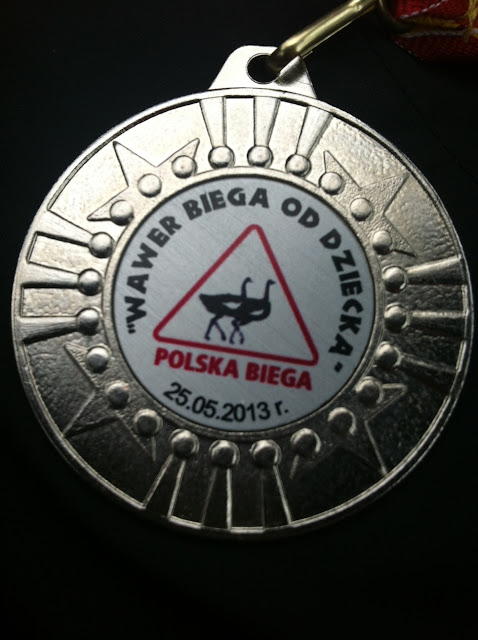 "WAWER BIEGA OD DZIECKA"
POLSKA BIEGA
25.05.2013 r.